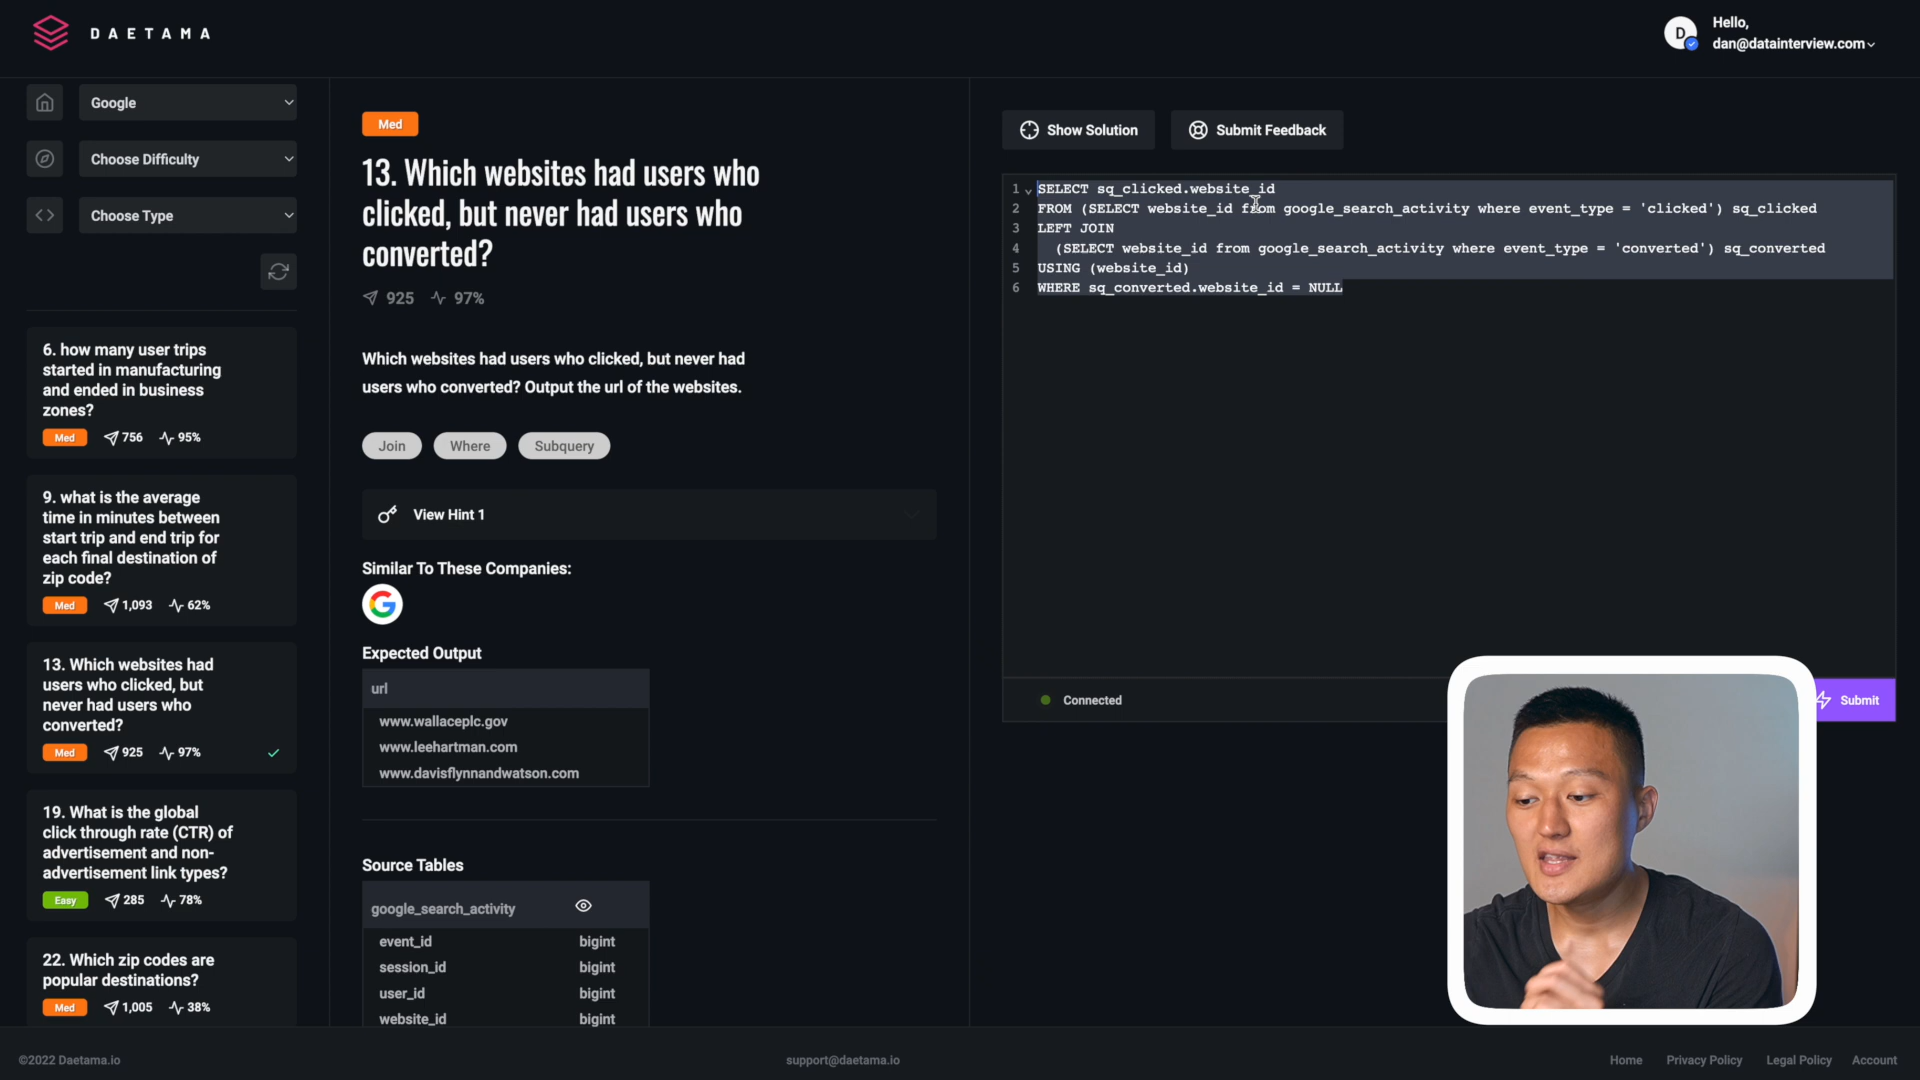 DAETAMA
D
Hello,
dan@datainterview.com
Google
Choose Difficulty
Choose Type
6. how many user trips
started in manufacturing
and ended in business
zones?
Med 756 95%
9. what is the average
time in minutes between
start trip and end trip for
each final destination of
zip code?
Med 1,093 62%
13. Which websites had
users who clicked, but
never had users who
converted?
Med 925 97%
19. What is the global
click through rate (CTR) of
advertisement and non-
advertisement link types?
Easy 285 78%
22. Which zip codes are
popular destinations?
Med 1,005 38%
Med
13. Which websites had users who
clicked, but never had users who
converted?
925 97%
Which websites had users who clicked, but never had
users who converted? Output the url of the websites.
Join Where Subquery
View Hint 1
Similar To These Companies:
G
Expected Output
url
www.wallaceplc.gov
www.leehartman.com
www.davisflynnandwatson.com
Source Tables
google_search_activity
event_id bigint
session_id bigint
user_id bigint
website_id bigint
Show Solution Submit Feedback
1 SELECT sq_clicked.website_id
2 FROM (SELECT website_id from google_search_activity where event_type = 'clicked') sq_clicked
3 LEFT JOIN
4 (SELECT website_id from google_search_activity where event_type = 'converted') sq_converted
5 USING (website_id)
6 WHERE sq_converted.website_id = NULL
Connected
Submit
©2022 Daetama.io
support@daetama.io
Home Privacy Policy Legal Policy Account